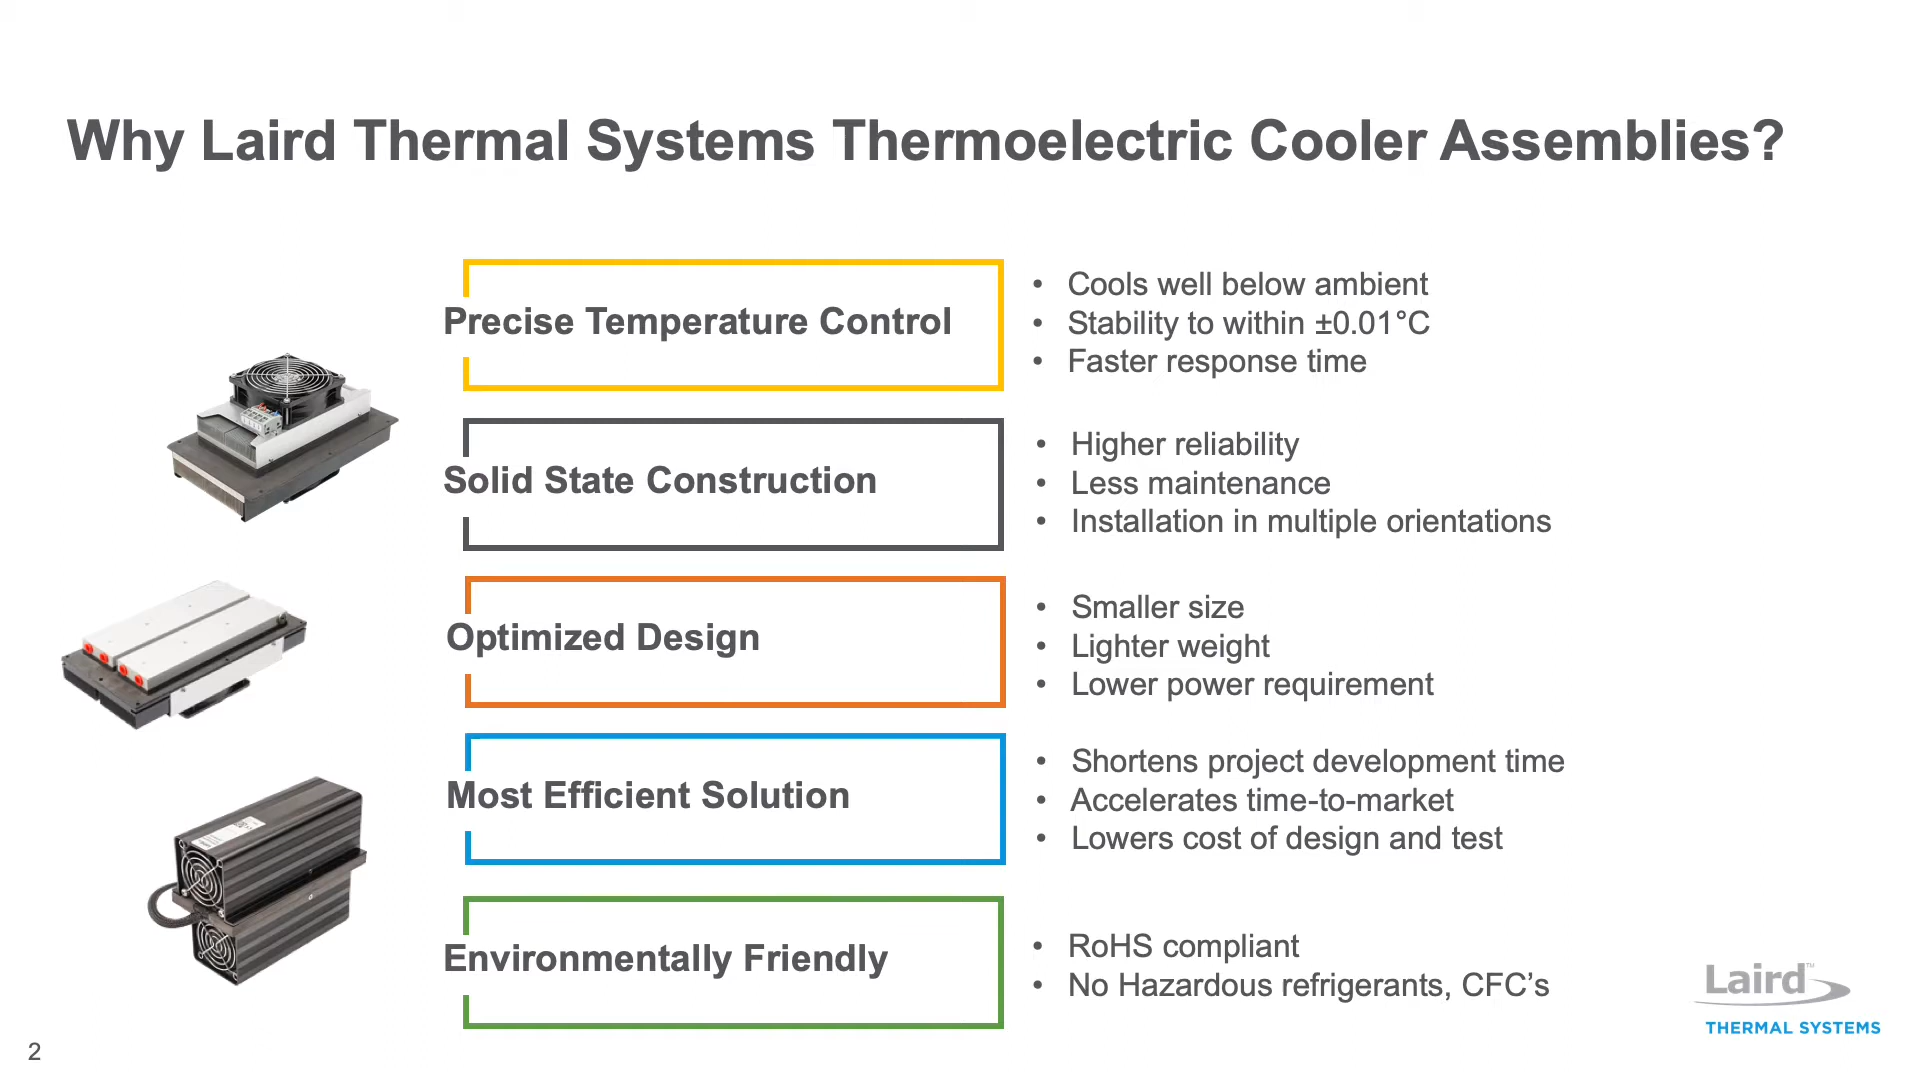 Why Laird Thermal Systems Thermoelectric Cooler Assemblies?
Precise Temperature Control
• Cools well below ambient
• Stability to within ±0.01°C
• Faster response time
Solid State Construction
• Higher reliability
• Less maintenance
• Installation in multiple orientations
Optimized Design
• Smaller size
• Lighter weight
• Lower power requirement
Most Efficient Solution
• Shortens project development time
• Accelerates time-to-market
• Lowers cost of design and test
Environmentally Friendly
• RoHS compliant
• No Hazardous refrigerants, CFC’s
Laird™
THERMAL SYSTEMS
2